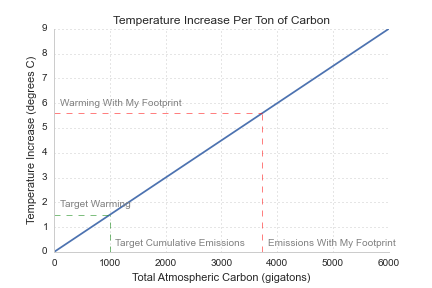 Temperature Increase Per Ton of Carbon
9
8
7
6
5
4
3
2
1
0
Temperature Increase (degrees C)
Warming With My Footprint
Target Warming
Target Cumulative Emissions
Emissions With My Footprint
0 1000 2000 3000 4000 5000 6000
Total Atmospheric Carbon (gigatons)